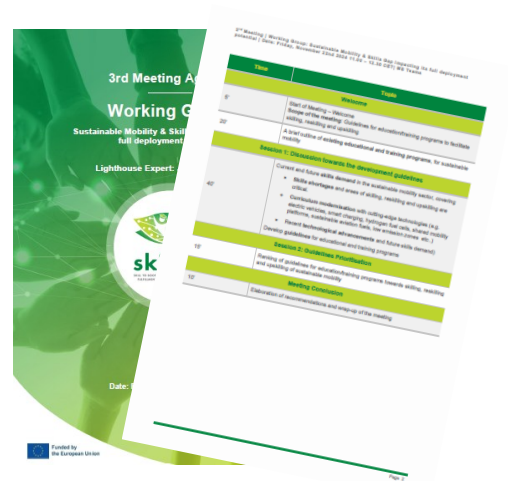 3rd Meeting A
Working G
Sustainable Mobility & Skil
full deployment
Lighthouse Expert:
sk
Date:
Funded by
the European Union
3rd Meeting | Working Group: Sustainable Mobility & Skills Gap impacting its full deployment
potential | Date: Friday, November 22nd 2024 11.00 – 12.30 CET| MS Teams
Time Topic
Welcome
5' Start of Meeting – Welcome
Scope of the meeting: Guidelines for education/training programs to facilitate
skilling, reskilling and upskilling
20' A brief outline of existing educational and training programs, for sustainable
mobility
Session 1: Discussion towards the development guidelines
40' Current and future skills demand in the sustainable mobility sector, covering
• Skills shortages and areas of skilling, reskilling and upskilling are
critical.
• Curriculum modernisation with cutting-edge technologies (e.g.
electric vehicles, smart charging, hydrogen fuel cells, shared mobility
platforms, sustainable aviation fuels, low emission zones etc.)
• Recent technological advancements and future skills demand)
Develop guidelines for educational and training programs
Session 2: Guidelines Prioritisation
15' Ranking of guidelines for education/training programs towards skilling, reskilling
and upskilling of sustainable mobility
Meeting Conclusion
10' Elaboration of recommendations and wrap-up of the meeting
Page 2